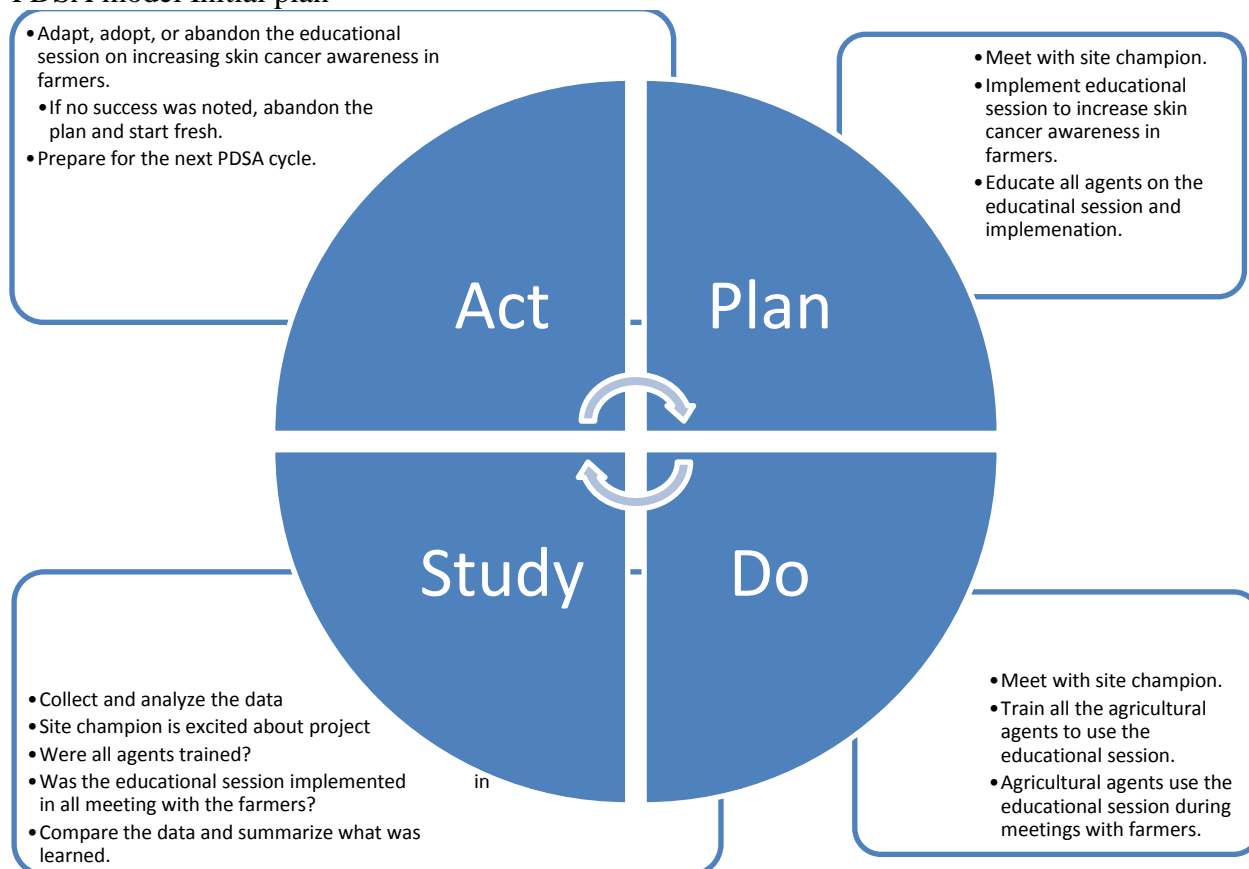 PDSA model Initial plan
•Adapt, adopt, or abandon the educational
session on increasing skin cancer awareness in
farmers.
•If no success was noted, abandon the
plan and start fresh.
•Prepare for the next PDSA cycle.
•Meet with site champion.
•Implement educational
session to increase skin
cancer awareness in
farmers.
•Educate all agents on the
educatinal session and
implemenation.
Act
Plan
Study
Do
•Collect and analyze the data
•Site champion is excited about project
•Were all agents trained?
•Was the educational session implemented in
in all meeting with the farmers?
•Compare the data and summarize what was
learned.
•Meet with site champion.
•Train all the agricultural
agents to use the
educational session.
•Agricultural agents use the
educational session during
meetings with farmers.